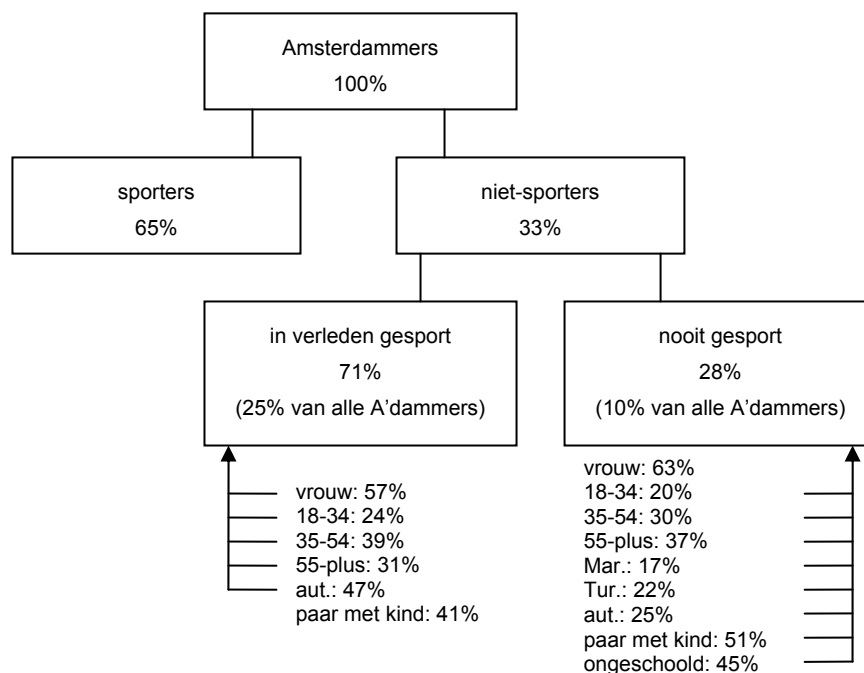 Amsterdammers
100%
sporters
65%
niet-sporters
33%
in verleden gesport
71%
(25% van alle A’dammers)
nooit gesport
28%
(10% van alle A’dammers)
vrouw: 57%
18-34: 24%
35-54: 39%
55-plus: 31%
aut.: 47%
paar met kind: 41%
vrouw: 63%
18-34: 20%
35-54: 30%
55-plus: 37%
Mar.: 17%
Tur.: 22%
aut.: 25%
paar met kind: 51%
ongeschoold: 45%